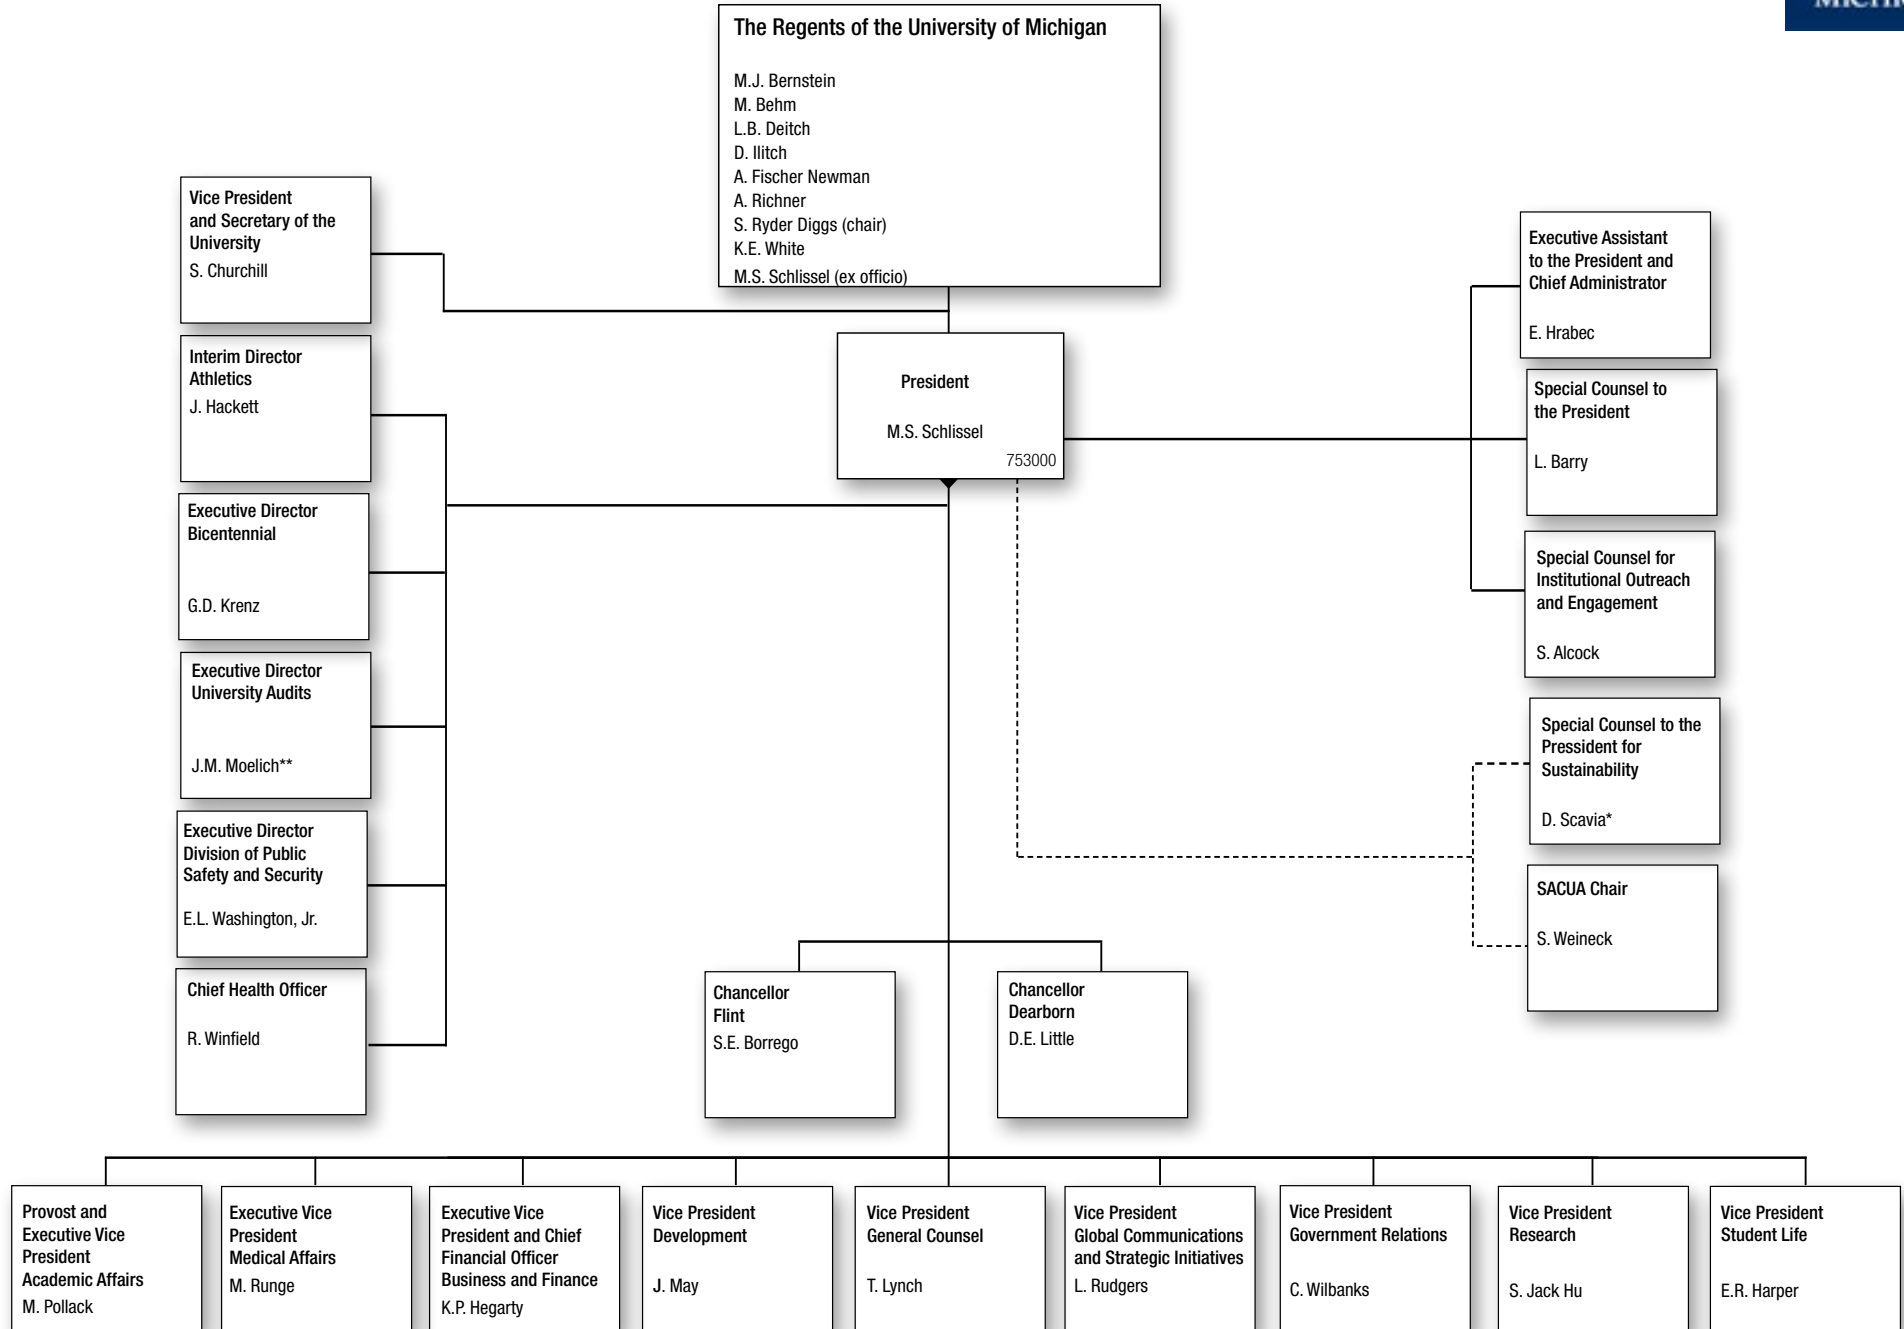 The Regents of the University of Michigan
M.J. Bernstein
M. Behm
L.B. Deitch
D. Ilitch
A. Fischer Newman
A. Richner
S. Ryder Diggs (chair)
K.E. White
M.S. Schlissel (ex officio)
Vice President
and Secretary of the
University
S. Churchill
Interim Director
Athletics
J. Hackett
Executive Director
Bicentennial
G.D. Krenz
Executive Director
University Audits
J.M. Moelich**
Executive Director
Division of Public
Safety and Security
E.L. Washington, Jr.
Chief Health Officer
R. Winfield
President
M.S. Schlissel
753000
Executive Assistant
to the President and
Chief Administrator
E. Hrabec
Special Counsel to
the President
L. Barry
Special Counsel for
Institutional Outreach
and Engagement
S. Alcock
Special Counsel to the
Pressident for
Sustainability
D. Scavia*
SACUA Chair
S. Weineck
Chancellor
Flint
S.E. Borrego
Chancellor
Dearborn
D.E. Little
Provost and
Executive Vice
President
Academic Affairs
M. Pollack
Executive Vice
President
Medical Affairs
M. Runge
Executive Vice
President and Chief
Financial Officer
Business and Finance
K.P. Hegarty
Vice President
Development
J. May
Vice President
General Counsel
T. Lynch
Vice President
Global Communications
and Strategic Initiatives
L. Rudgers
Vice President
Government Relations
C. Wilbanks
Vice President
Research
S. Jack Hu
Vice President
Student Life
E.R. Harper